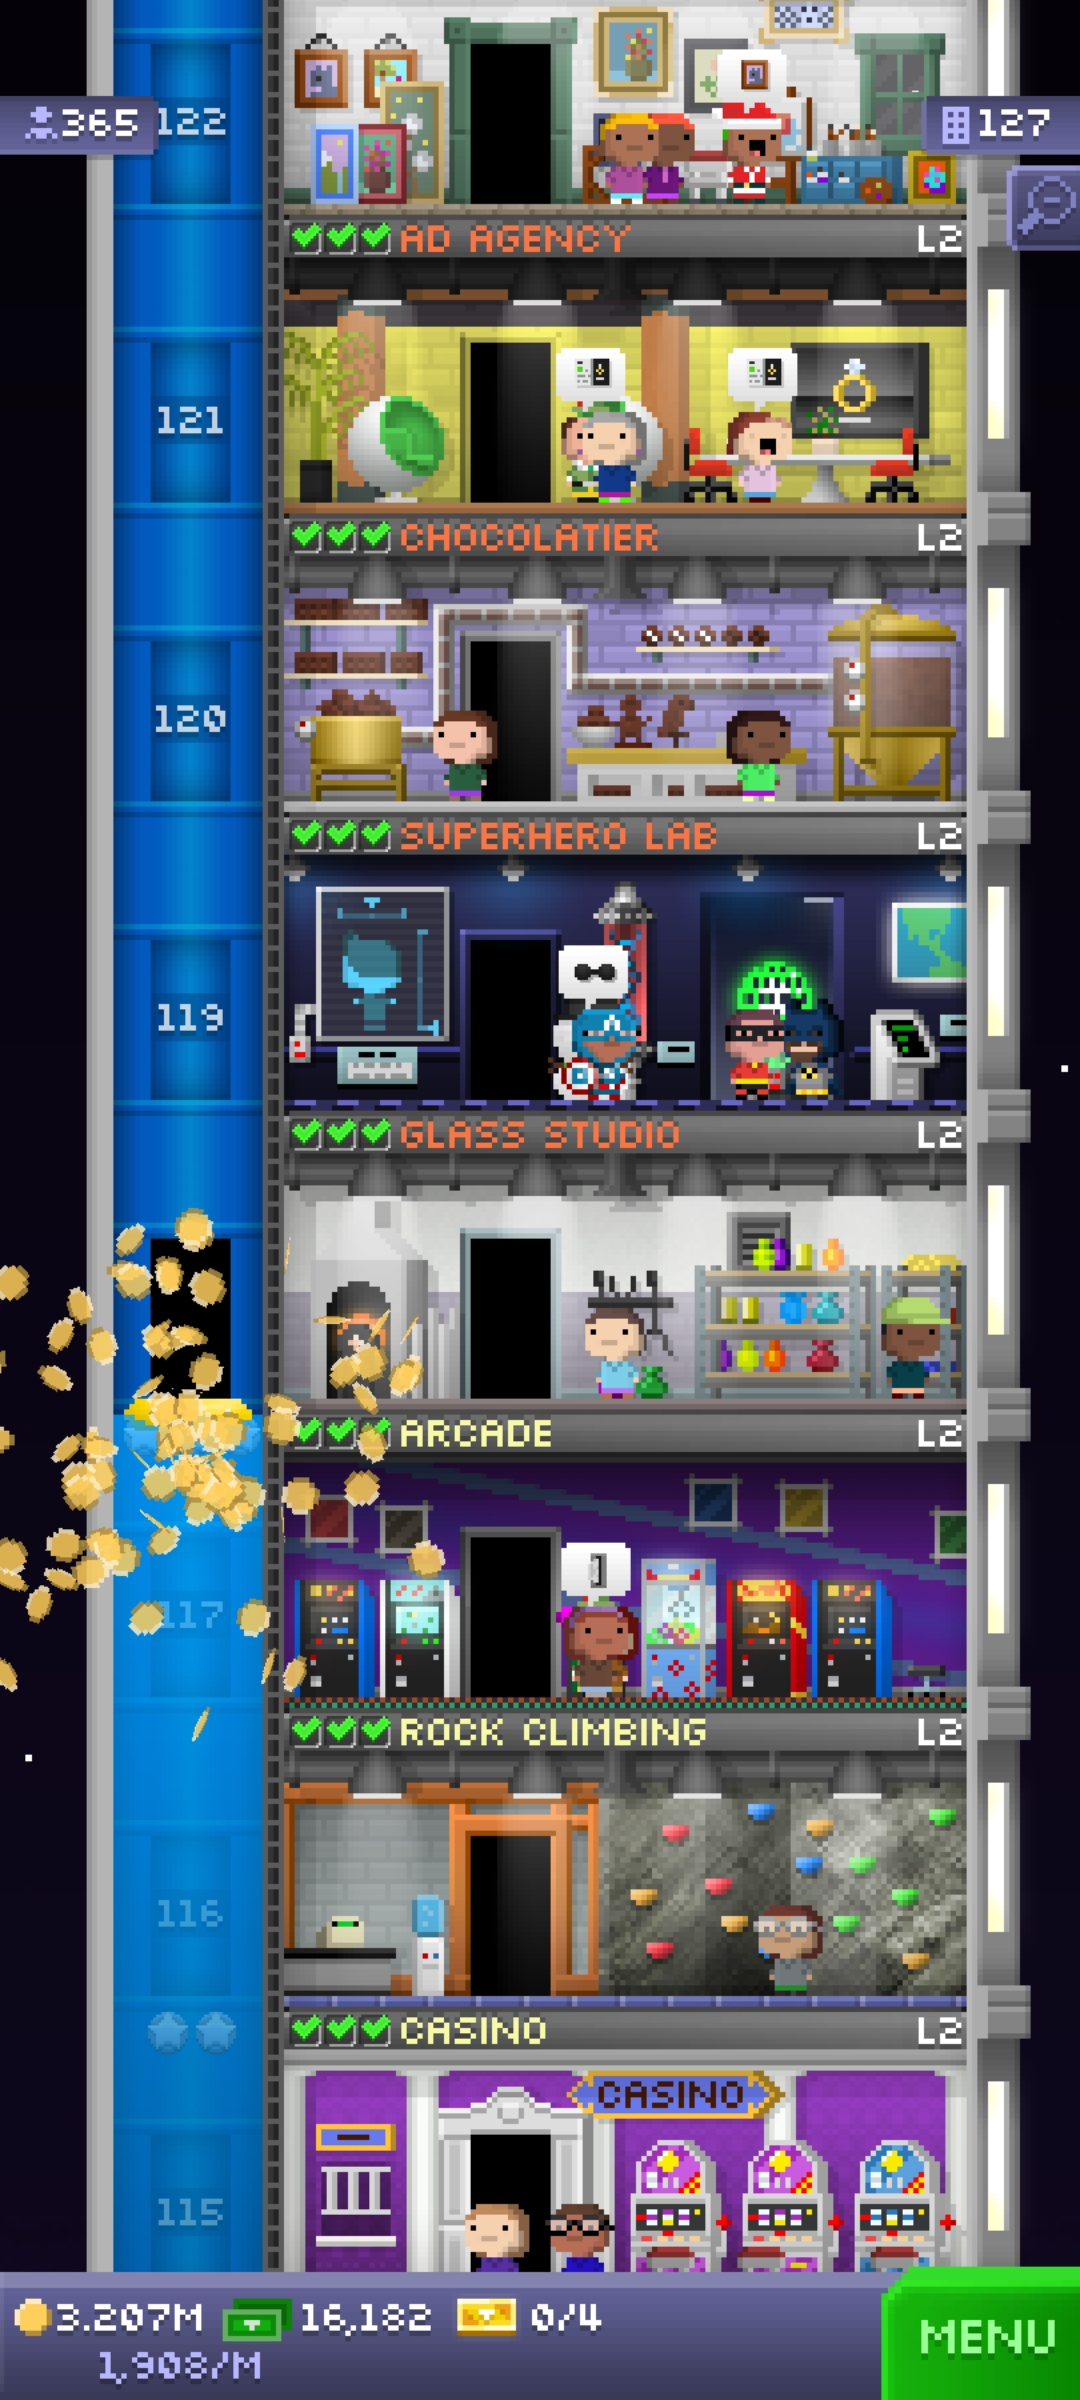 365
122
127
AD AGENCY L2
121
CHOCOLATIER L2
120
SUPERHERO LAB L2
119
GLASS STUDIO L2
ARCADE L2
117
ROCK CLIMBING L2
116
CASINO L2
CASINO
115
3.207M 16,182 0/4
1,908/M
MENU